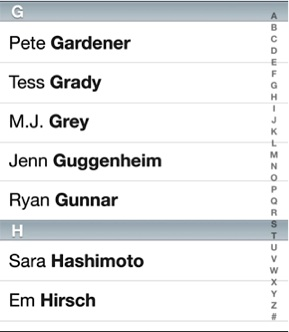 G
Pete Gardener
Tess Grady
M.J. Grey
Jenn Guggenheim
Ryan Gunnar
H
Sara Hashimoto
Em Hirsch
A
B
C
D
E
F
G
H
I
J
K
L
M
N
O
P
Q
R
S
T
U
V
W
X
Y
Z
#